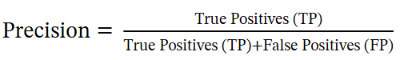 Precision = True Positives (TP)
True Positives (TP)+False Positives (FP)